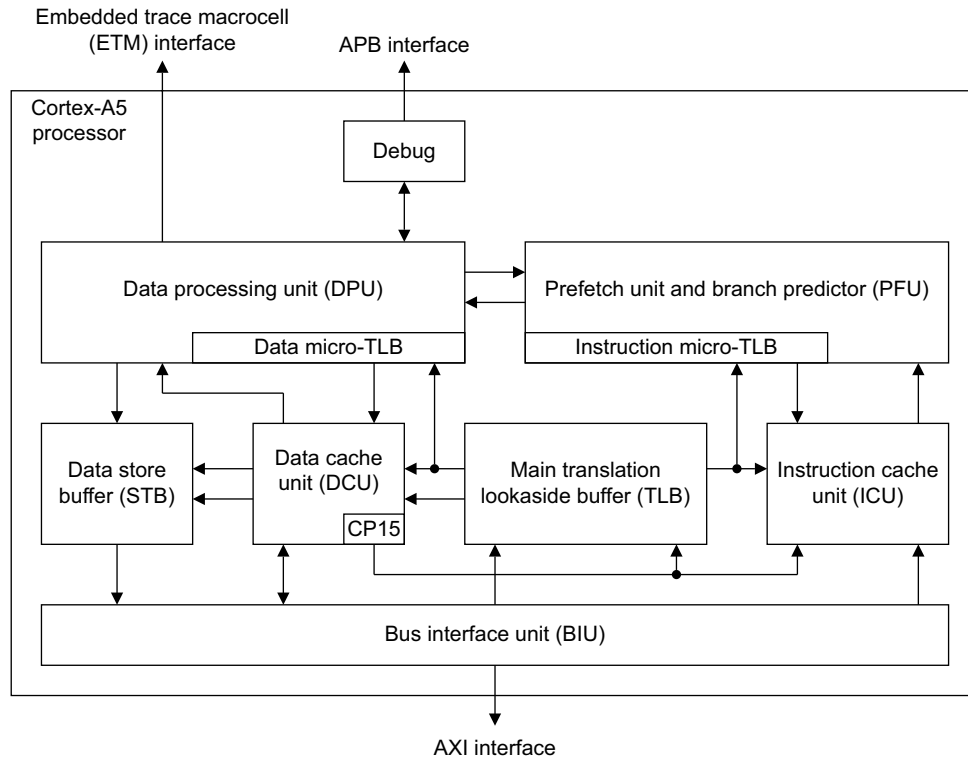 Embedded trace macrocell
(ETM) interface
APB interface
Cortex-A5
processor
Debug
Data processing unit (DPU)
Prefetch unit and branch predictor (PFU)
Data micro-TLB
Instruction micro-TLB
Data store
buffer (STB)
Data cache
unit (DCU)
CP15
Main translation
lookaside buffer (TLB)
Instruction cache
unit (ICU)
Bus interface unit (BIU)
AXI interface